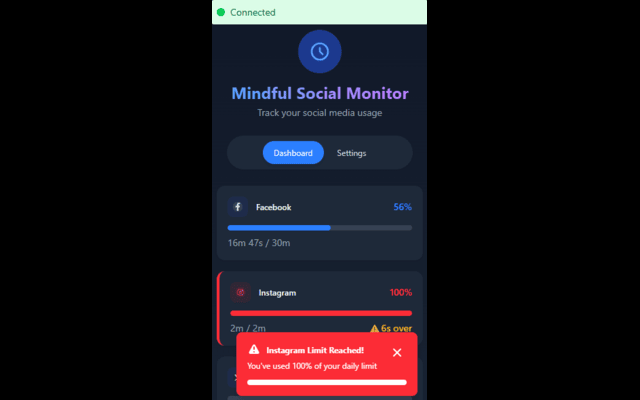 Connected
Mindful Social Monitor
Track your social media usage
Dashboard Settings
Facebook 56%
16m 47s / 30m
Instagram 100%
2m / 2m 6s over
Instagram Limit Reached!
You've used 100% of your daily limit